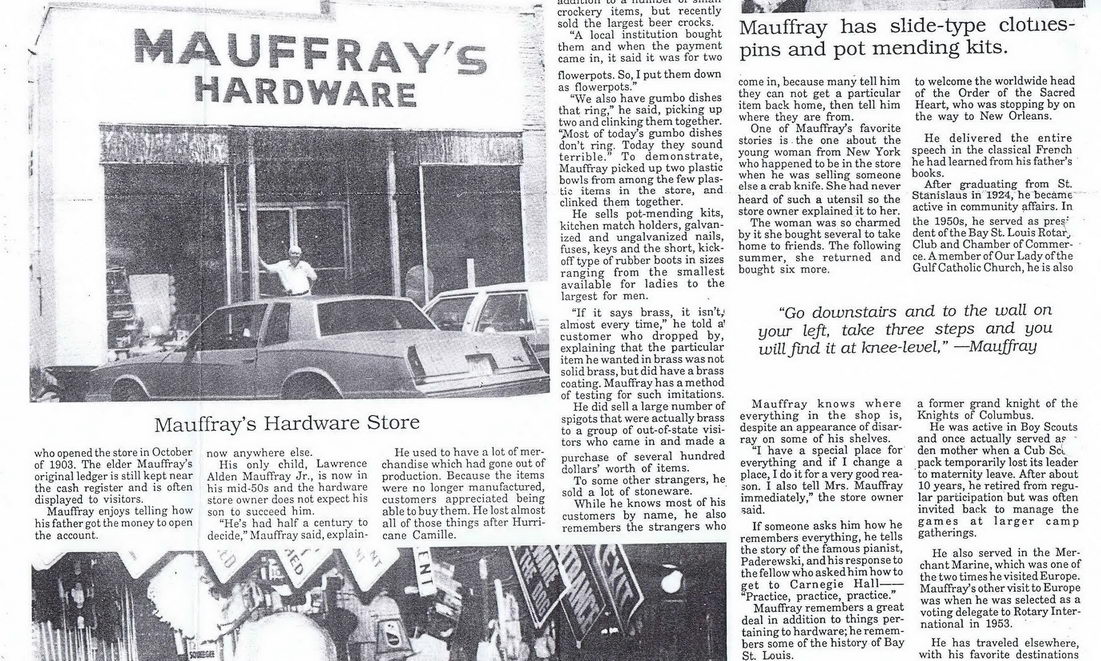 MAUFFRAY'S
HARDWARE
Mauffray's Hardware Store
who opened the store in October
of 1903. The elder Mauffray's
original ledger is still kept near
the cash register and is often
displayed to visitors.
Mauffray enjoys telling how
his father got the money to open
the account.
now anywhere else.
His only child, Lawrence
Alden Mauffray Jr., is now in
his mid-50s and the hardware
store owner does not expect his
son to succeed him.
"He's had half a century to
decide," Mauffray said, explain-
He used to have a lot of mer-
chandise which had gone out of
production. Because the items
were no longer manufactured,
customers appreciated being
able to buy them. He lost almost
all of those things after Hurri-
cane Camille.
addition to a number of small
crockery items, but recently
sold the largest beer crocks.
"A local institution bought
them and when the payment
came in, it said it was for two
flowerpots. So, I put them down
as flowerpots."
"We also have gumbo dishes
that ring," he said, picking up
two and clinking them together.
"Most of today's gumbo dishes
don't ring. Today they sound
terrible." To demonstrate,
Mauffray picked up two plastic
bowls from among the few plas-
tic items in the store, and
clinked them together.
He sells pot-mending kits,
kitchen match holders, galvan-
ized and ungalvanized nails,
fuses, keys and the short, kick-
off type of rubber boots in sizes
ranging from the smallest
available for ladies to the
largest for men.
"If it says brass, it isn't,
almost every time," he told a
customer who dropped by,
explaining that the particular
item he wanted in brass was not
solid brass, but did have a brass
coating. Mauffray has a method
of testing for such imitations.
He did sell a large number of
spigots that were actually brass
to a group of out-of-state visi-
tors who came in and made a
purchase of several hundred
dollars' worth of items.
To some other strangers, he
sold a lot of stoneware.
While he knows most of his
customers by name, he also
remembers the strangers who
Mauffray has slide-type clothes-
pins and pot mending kits.
come in, because many tell him
they can not get a particular
item back home, then tell him
where they are from.
One of Mauffray's favorite
stories is the one about the
young woman from New York
who happened to be in the store
when he was selling someone
else a crab knife. She had never
heard of such a utensil so the
store owner explained it to her.
The woman was so charmed
by it she bought several to take
home to friends. The following
summer, she returned and
bought six more.
to welcome the worldwide head
of the Order of the Sacred
Heart, who was stopping by on
the way to New Orleans.
He delivered the entire
speech in the classical French
he had learned from his father's
books.
After graduating from St.
Stanislaus in 1924, he became
active in community affairs. In
the 1950s, he served as presi-
dent of the Bay St. Louis Rotary
Club and Chamber of Commer-
ce. A member of Our Lady of the
Gulf Catholic Church, he is also
"Go downstairs and to the wall on
your left, take three steps and you
will find it at knee-level," —Mauffray
Mauffray knows where
everything in the shop is,
despite an appearance of disar-
ray on some of his shelves.
"I have a special place for
everything and if I change a
place, I do it for a very good rea-
son. I also tell Mrs. Mauffray
immediately," the store owner
said.
If someone asks him how he
remembers everything, he tells
the story of the famous pianist,
Paderewski, and his response to
the fellow who asked him how to
get to Carnegie Hall——
"Practice, practice, practice."
Mauffray remembers a great
deal in addition to things per-
taining to hardware; he remem-
bers some of the history of Bay
St. Louis.
a former grand knight of the
Knights of Columbus.
He was active in Boy Scouts
and once actually served as
den mother when a Cub Scout
pack temporarily lost its leader
to maternity leave. After about
10 years, he retired from regu-
lar participation but was often
invited back to manage the
games at larger camp
gatherings.
He also served in the Mer-
chant Marine, which was one of
the two times he visited Europe.
Mauffray's other visit to Europe
was when he was selected as a
voting delegate to Rotary Inter-
national in 1953.
He has traveled elsewhere,
with his favorite destinations